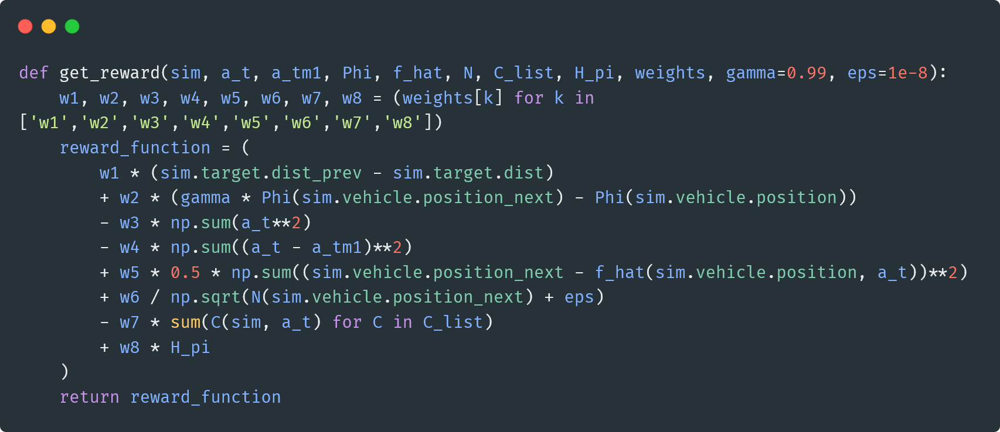 def get_reward(sim, a_t, a_tm1, Phi, f_hat, N, C_list, H_pi, weights, gamma=0.99, eps=1e-8):
    w1, w2, w3, w4, w5, w6, w7, w8 = (weights[k] for k in
['w1','w2','w3','w4','w5','w6','w7','w8'])
    reward_function = (
        w1 * (sim.target.dist_prev - sim.target.dist)
        + w2 * (gamma * Phi(sim.vehicle.position_next) - Phi(sim.vehicle.position))
        - w3 * np.sum(a_t**2)
        - w4 * np.sum((a_t - a_tm1)**2)
        + w5 * 0.5 * np.sum((sim.vehicle.position_next - f_hat(sim.vehicle.position, a_t))**2)
        + w6 / np.sqrt(N(sim.vehicle.position_next) + eps)
        - w7 * sum(C(sim, a_t) for C in C_list)
        + w8 * H_pi
    )
    return reward_function